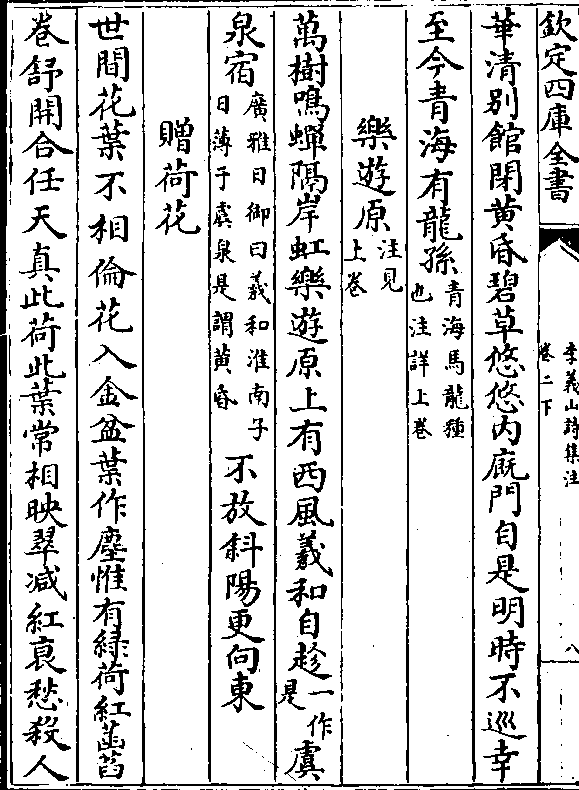 欽定四庫全書
李義山詩集注
卷二下
八
華清別館閉黄昏碧草悠悠内廐門自是明時不巡幸
至今青海有龍孫青海馬龍種
也注詳上卷
樂遊原注見
上卷
萬樹鳴蟬隔岸虹樂遊原上有西風羲和自趁一作
是虞
泉宿廣雅日御曰羲和淮南子
日薄于虞泉是謂黄昏不放斜陽更向東
贈荷花
世間花葉不相倫花入金盆葉作塵惟有緑荷紅菡萏
卷舒開合任天真此荷此葉常相映翠减紅衰愁殺人